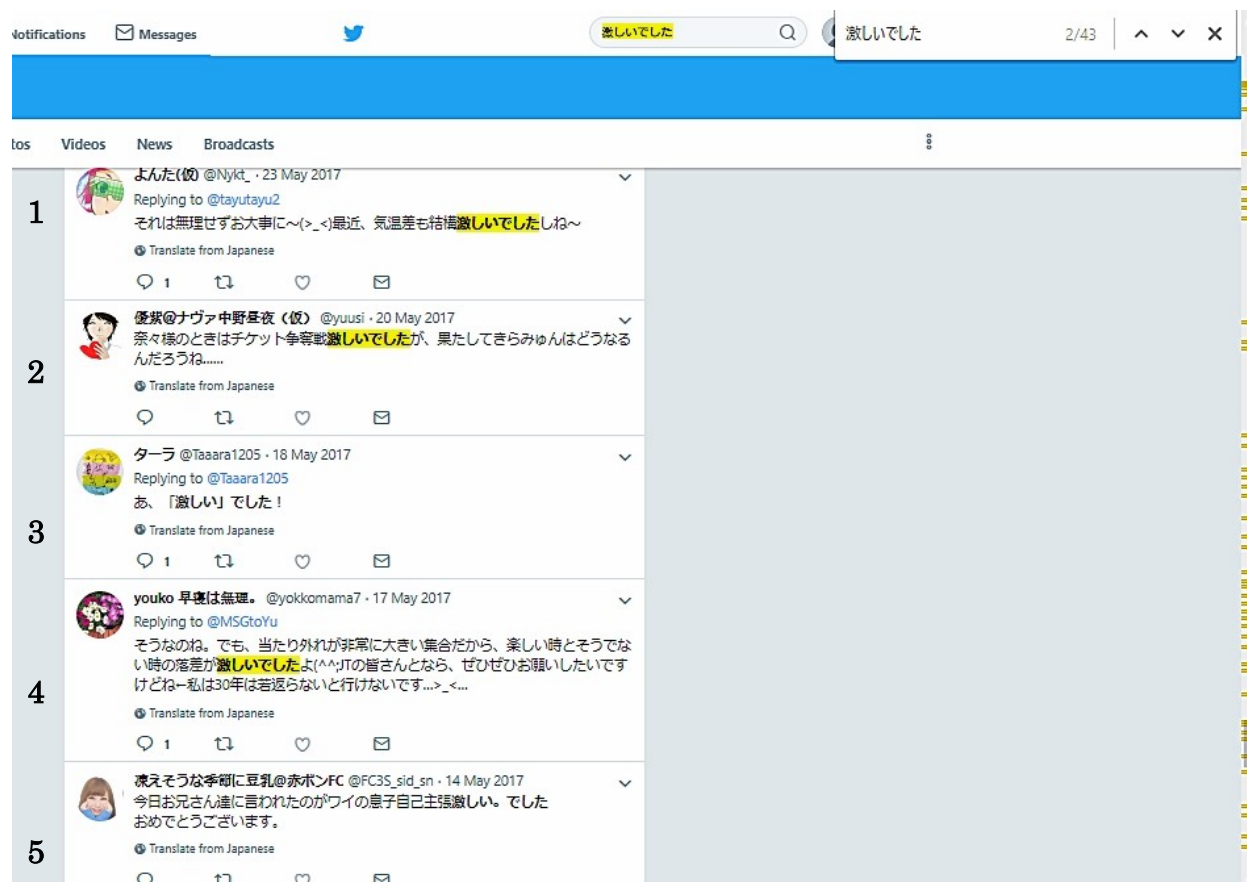 Notifications Messages 激しいでした 激しいでした 2/43
Videos News Broadcasts
よんた(仮) @Nykt_ · 23 May 2017
1
Replying to @tayutayu2
それは無理せずお大事に～(>_<)最近、気温差も結構激しいでしたしね～
Translate from Japanese
1
優紫@ナヴァ中野昼夜（仮） @yuusi · 20 May 2017
奈々様のときはチケット争奪戦激しいでしたが、果たしてきらみゅんはどうなる
んだろうね......
2
Translate from Japanese
ターラ @Taaara1205 · 18 May 2017
Replying to @Taaara1205
あ、「激しい」でした！
3
Translate from Japanese
1
youko 早寝は無理。 @yokkomama7 · 17 May 2017
Replying to @MSGtoYu
そうなのね。でも、当たり外れが非常に大きい集合だから、楽しい時とそうでな
い時の落差が激しいでしたよ(^^;JTの皆さんとなら、ぜひぜひお願いしたいです
けどね←私は30年は若返らないと行けないです...>_<...
4
Translate from Japanese
1
凍えそうな季節に豆乳@赤ボンFC @FC3S_sid_sn · 14 May 2017
今日お兄さん達に言われたのがワイの息子自己主張激しい。でした
おめでとうございます。
5
Translate from Japanese